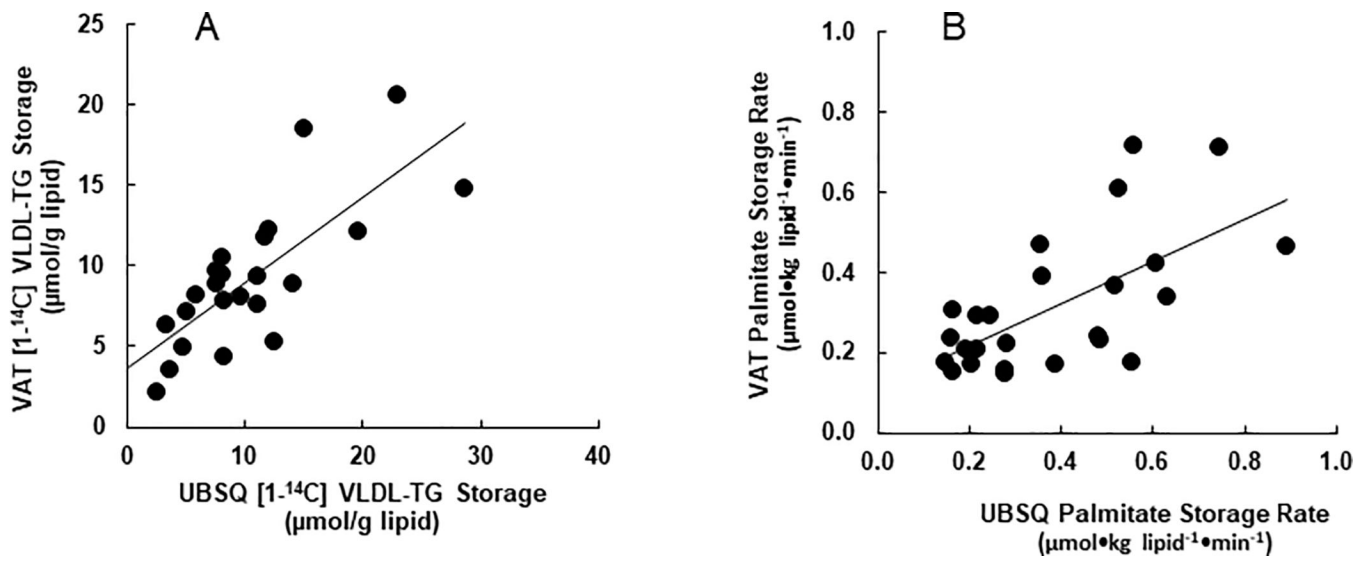 A
VAT [1-¹⁴C] VLDL-TG Storage
(µmol/g lipid)
25
20
15
10
5
0
0 10 20 30 40
UBSQ [1-¹⁴C] VLDL-TG Storage
(µmol/g lipid)
B
VAT Palmitate Storage Rate
(µmol•kg lipid⁻¹•min⁻¹)
1.0
0.8
0.6
0.4
0.2
0.0
0.0 0.2 0.4 0.6 0.8 1.0
UBSQ Palmitate Storage Rate
(µmol•kg lipid⁻¹•min⁻¹)